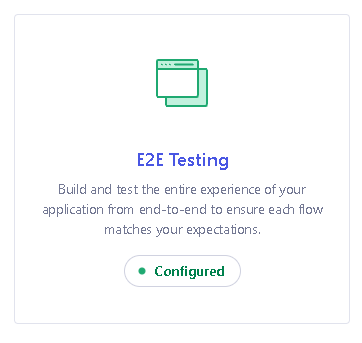 E2E Testing
Build and test the entire experience of your
application from end-to-end to ensure each flow
matches your expectations.
Configured